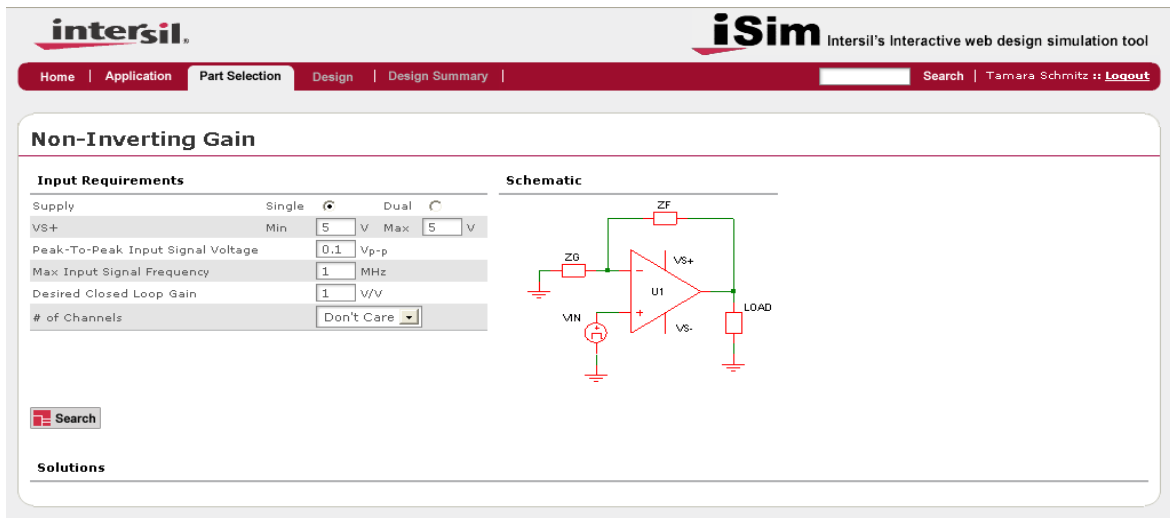 intersil®
iSim Intersil's Interactive web design simulation tool
Home | Application Part Selection Design | Design Summary | Search | Tamara Schmitz :: Logout
Non-Inverting Gain
Input Requirements
Supply Single Dual
VS+ Min 5 V Max 5 V
Peak-To-Peak Input Signal Voltage 0.1 Vp-p
Max Input Signal Frequency 1 MHz
Desired Closed Loop Gain 1 V/V
# of Channels Don't Care
Schematic
ZF
ZG
VS+
-
U1
+
VIN
VS-
LOAD
Search
Solutions